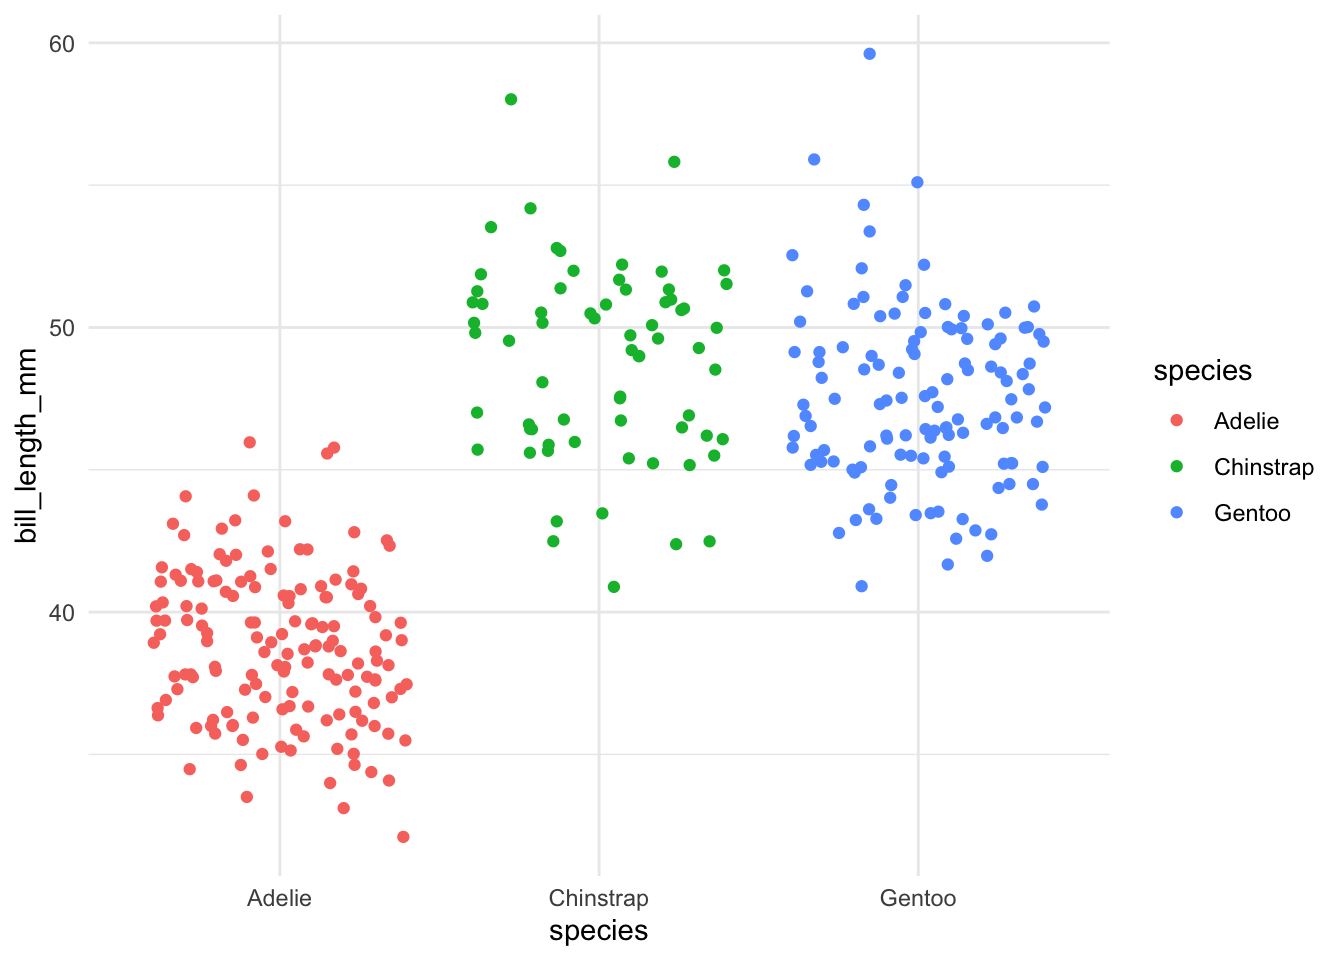 60
50
40
bill_length_mm
Adelie
Chinstrap
Gentoo
species
species
Adelie
Chinstrap
Gentoo